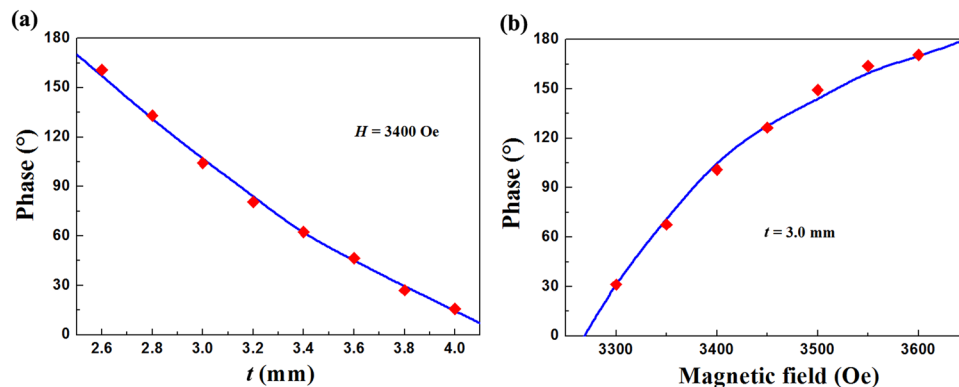 (a)
Phase (°)
180
150
120
90
60
30
0
H = 3400 Oe
2.6 2.8 3.0 3.2 3.4 3.6 3.8 4.0
t (mm)
(b)
Phase (°)
180
150
120
90
60
30
0
t = 3.0 mm
3300 3400 3500 3600
Magnetic field (Oe)